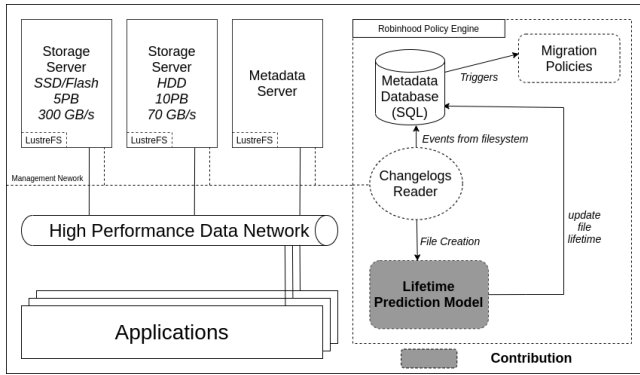 Storage
Server
SSD/Flash
5PB
300 GB/s
LustreFS
Storage
Server
HDD
10PB
70 GB/s
LustreFS
Metadata
Server
LustreFS
Management Nework
High Performance Data Network
Applications
Robinhood Policy Engine
Metadata
Database
(SQL)
Triggers
Migration
Policies
Events from filesystem
Changelogs
Reader
File Creation
update
file
lifetime
Lifetime
Prediction Model
Contribution